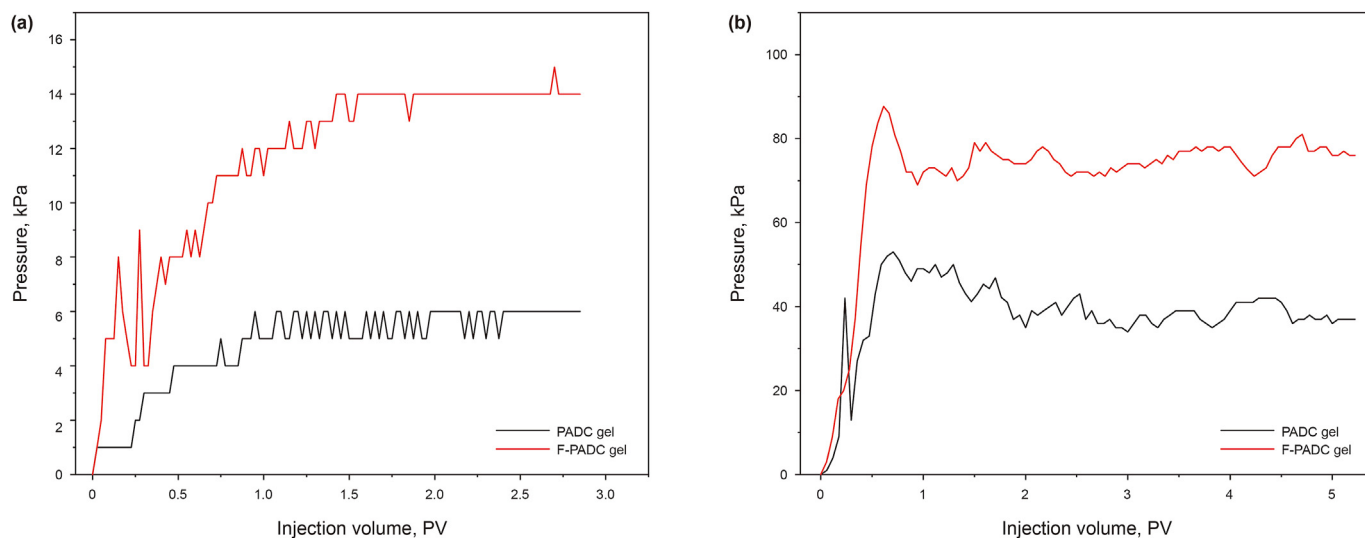 (a)
16
14
12
10
8
6
4
2
0
Pressure, kPa
0
0.5
1.0
1.5
2.0
2.5
3.0
Injection volume, PV
PADC gel
F-PADC gel
(b)
100
80
60
40
20
0
Pressure, kPa
0
1
2
3
4
5
Injection volume, PV
PADC gel
F-PADC gel